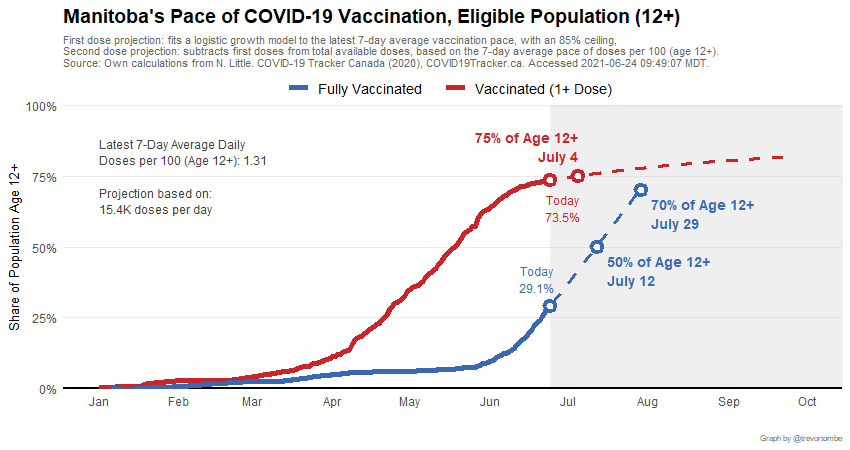 Manitoba's Pace of COVID-19 Vaccination, Eligible Population (12+)
First dose projection: fits a logistic growth model to the latest 7-day average vaccination pace, with an 85% ceiling,
Second dose projection: subtracts first doses from total available doses, based on the 7-day average pace of doses per 100 (age 12+).
Source: Own calculations from N. Little. COVID-19 Tracker Canada (2020), COVID19Tracker.ca. Accessed 2021-06-24 09:49:07 MDT.
Fully Vaccinated
Vaccinated (1+ Dose)
Share of Population Age 12+
100%
75%
50%
25%
0%
Latest 7-Day Average Daily
Doses per 100 (Age 12+): 1.31
Projection based on:
15.4K doses per day
75% of Age 12+
July 4
Today
73.5%
70% of Age 12+
July 29
50% of Age 12+
July 12
Today
29.1%
Jan
Feb
Mar
Apr
May
Jun
Jul
Aug
Sep
Oct
Graph by @trevortombe